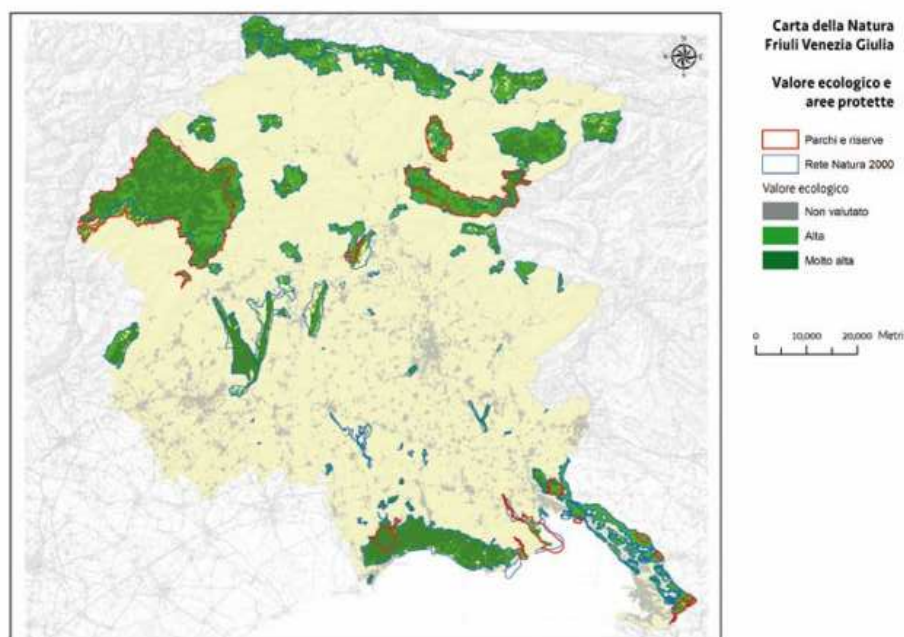 Carta della Natura
Friuli Venezia Giulia
Valore ecologico e
aree protette
Parchi e riserve
Rete Natura 2000
Valore ecologico
Non valutato
Alta
Molto alta
0 10,000 20,000 Metri